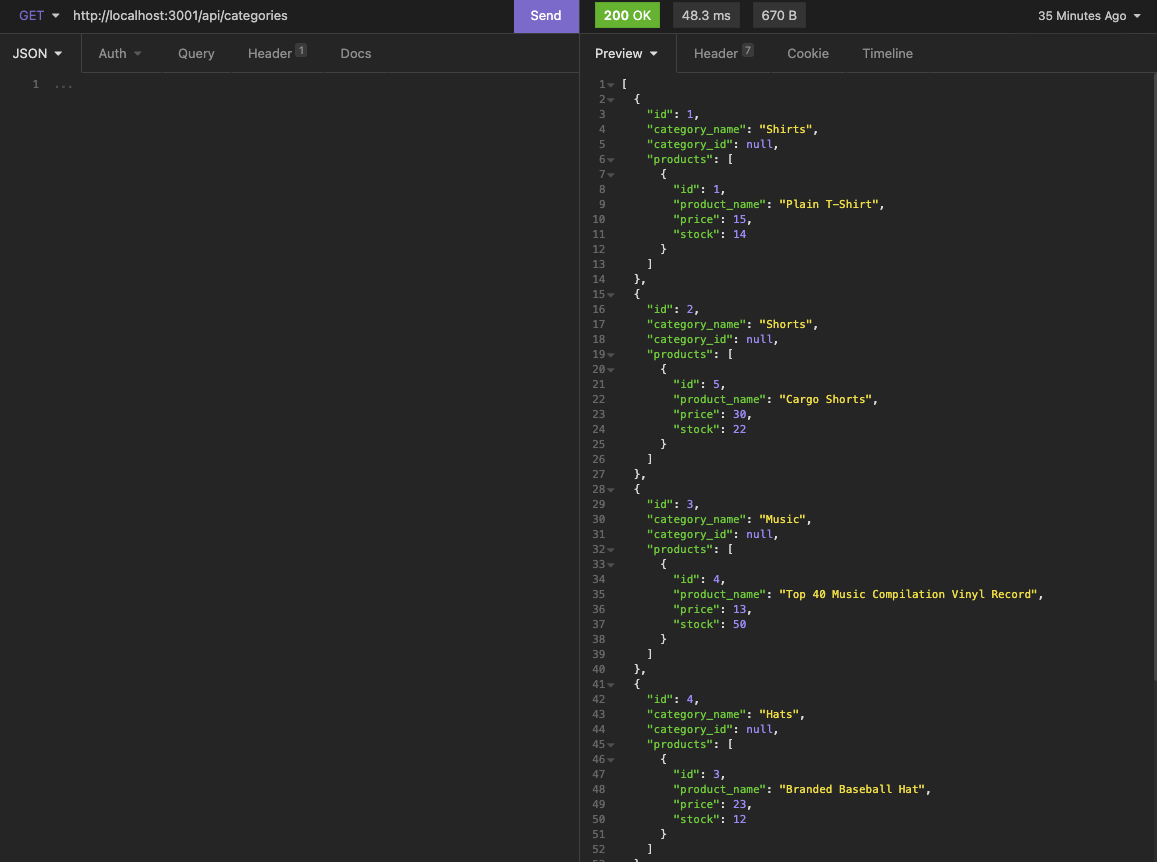 GET http://localhost:3001/api/categories Send 200 OK 48.3 ms 670 B 35 Minutes Ago
JSON Auth Query Header 1 Docs Preview Header 7 Cookie Timeline
1 ...
1 [
2 {
3 "id": 1,
4 "category_name": "Shirts",
5 "category_id": null,
6 "products": [
7 {
8 "id": 1,
9 "product_name": "Plain T-Shirt",
10 "price": 15,
11 "stock": 14
12 }
13 ]
14 },
15 {
16 "id": 2,
17 "category_name": "Shorts",
18 "category_id": null,
19 "products": [
20 {
21 "id": 5,
22 "product_name": "Cargo Shorts",
23 "price": 30,
24 "stock": 22
25 }
26 ]
27 },
28 {
29 "id": 3,
30 "category_name": "Music",
31 "category_id": null,
32 "products": [
33 {
34 "id": 4,
35 "product_name": "Top 40 Music Compilation Vinyl Record",
36 "price": 13,
37 "stock": 50
38 }
39 ]
40 },
41 {
42 "id": 4,
43 "category_name": "Hats",
44 "category_id": null,
45 "products": [
46 {
47 "id": 3,
48 "product_name": "Branded Baseball Hat",
49 "price": 23,
50 "stock": 12
51 }
52 ]